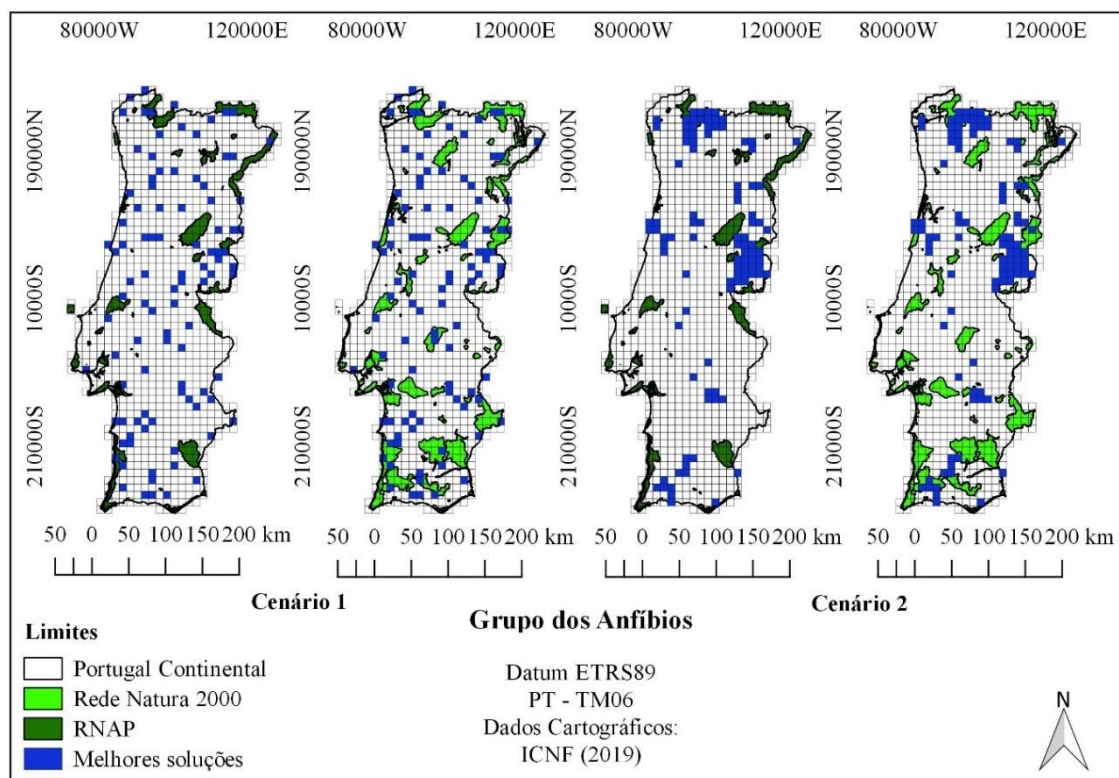 80000W 120000E 80000W 120000E 80000W 120000E 80000W 120000E
190000N 190000N 190000N 190000N
10000S 10000S 10000S 10000S
210000S 210000S 210000S 210000S
50 0 50 100 150 200 km 50 0 50 100 150 200 km 50 0 50 100 150 200 km 50 0 50 100 150 200 km
Cenário 1 Cenário 2
Grupo dos Anfíbios
Limites
Portugal Continental
Rede Natura 2000
RNAP
Melhores soluções
Datum ETRS89
PT - TM06
Dados Cartográficos:
ICNF (2019)
N